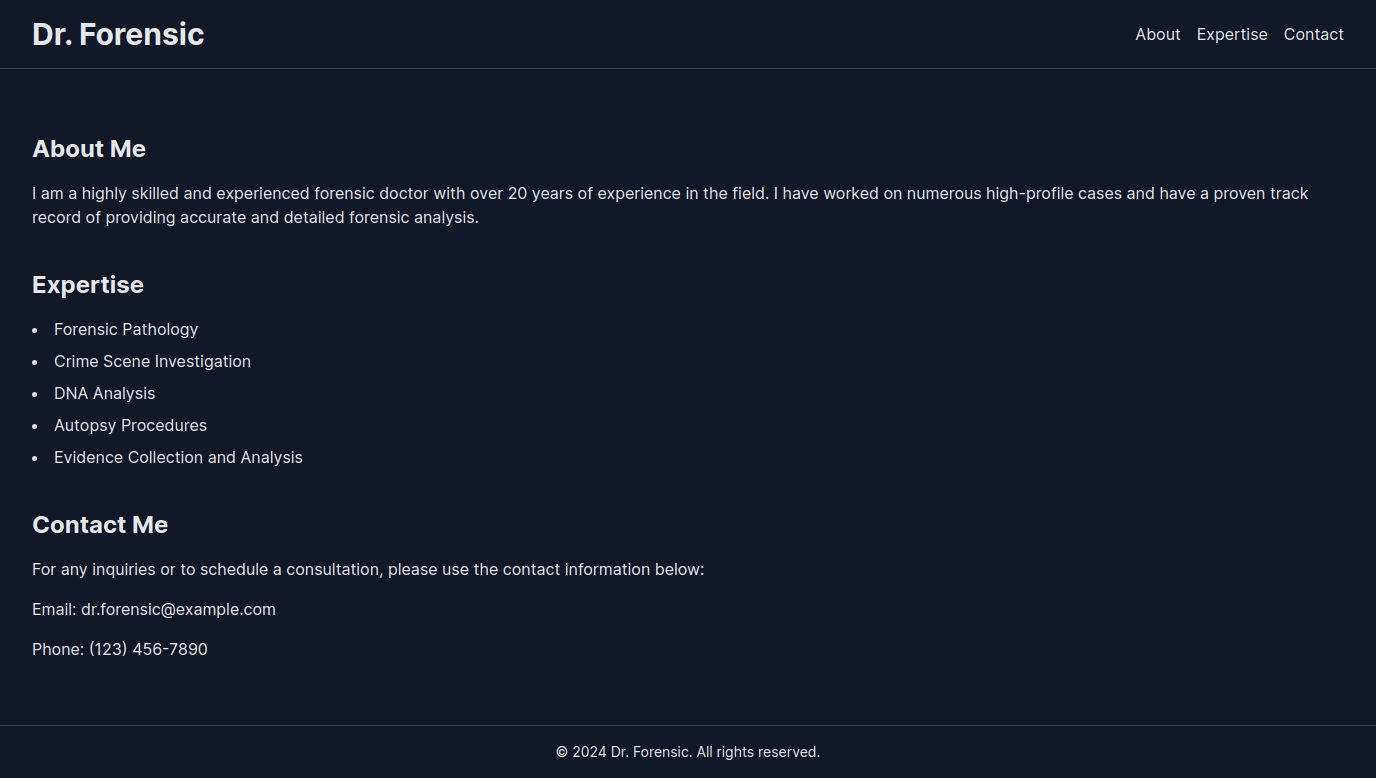 Dr. Forensic
About Expertise Contact
About Me
I am a highly skilled and experienced forensic doctor with over 20 years of experience in the field. I have worked on numerous high-profile cases and have a proven track
record of providing accurate and detailed forensic analysis.
Expertise
• Forensic Pathology
• Crime Scene Investigation
• DNA Analysis
• Autopsy Procedures
• Evidence Collection and Analysis
Contact Me
For any inquiries or to schedule a consultation, please use the contact information below:
Email: dr.forensic@example.com
Phone: (123) 456-7890
© 2024 Dr. Forensic. All rights reserved.